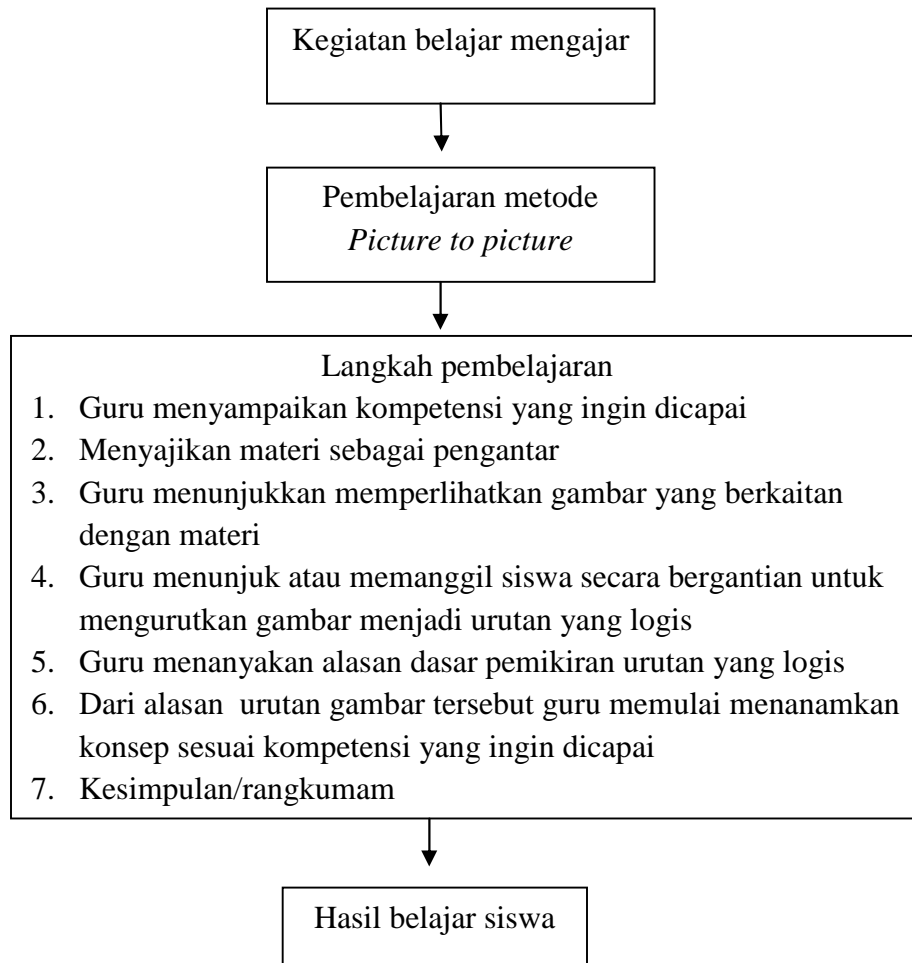 Kegiatan belajar mengajar
Pembelajaran metode
Picture to picture
Langkah pembelajaran
1. Guru menyampaikan kompetensi yang ingin dicapai
2. Menyajikan materi sebagai pengantar
3. Guru menunjukkan memperlihatkan gambar yang berkaitan
dengan materi
4. Guru menunjuk atau memanggil siswa secara bergantian untuk
mengurutkan gambar menjadi urutan yang logis
5. Guru menanyakan alasan dasar pemikiran urutan yang logis
6. Dari alasan  urutan gambar tersebut guru memulai menanamkan
konsep sesuai kompetensi yang ingin dicapai
7. Kesimpulan/rangkumam
Hasil belajar siswa